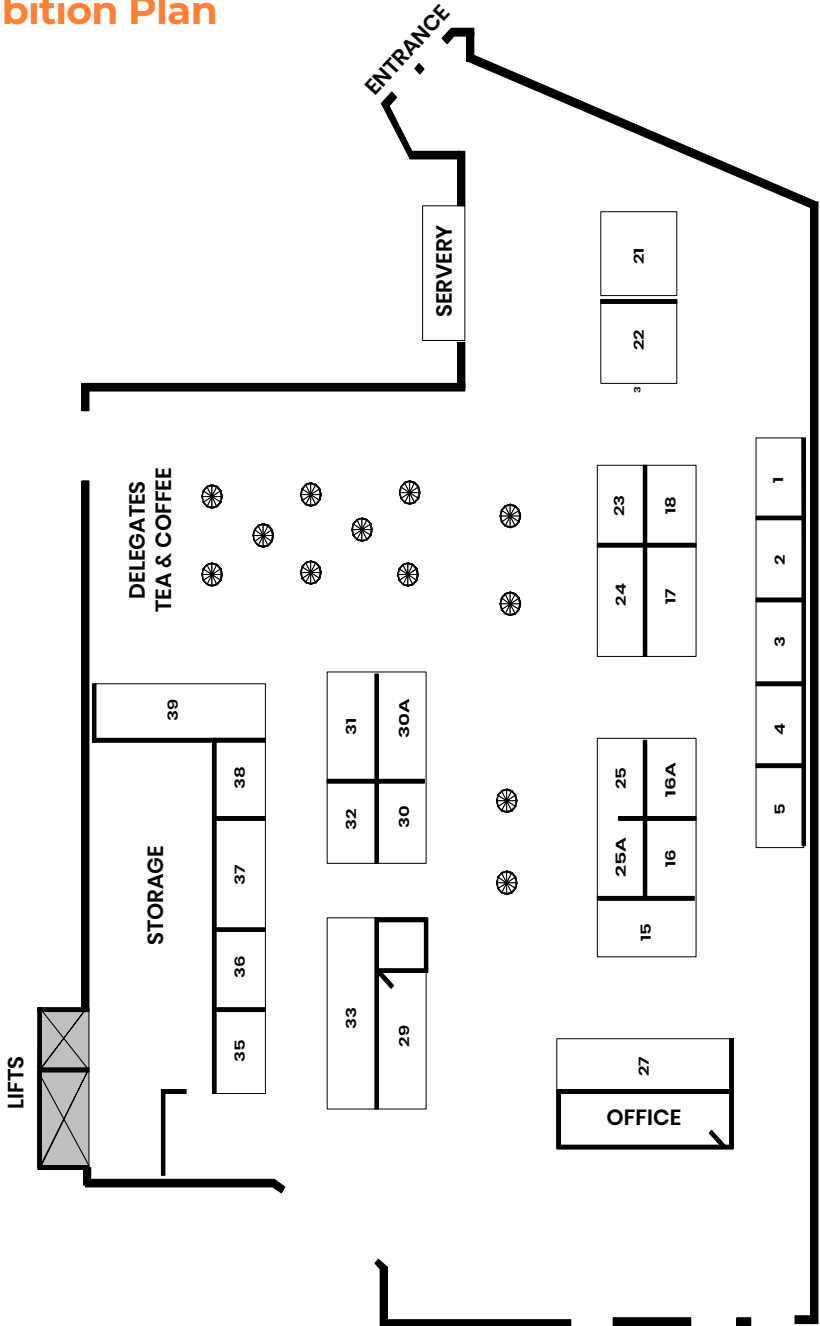 bition Plan
ENTRANCE
SERVERY
21
22
3
DELEGATES
TEA & COFFEE
23
18
24
17
1
2
3
4
5
39
31
30A
38
32
30
25
16A
25A
16
15
STORAGE
37
36
35
33
29
27
OFFICE
LIFTS